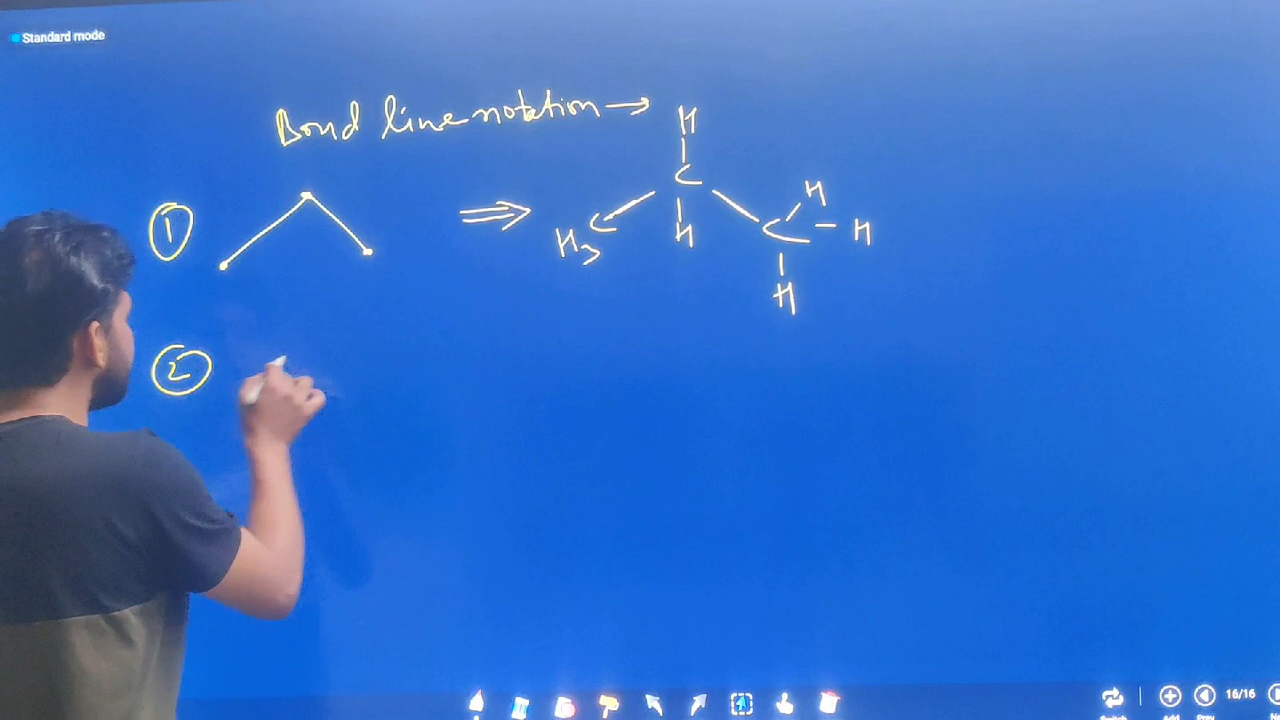 Standard mode
Bond line notation →
H
C
① ⇒ H
H₃C H C – H
H
②
16/16